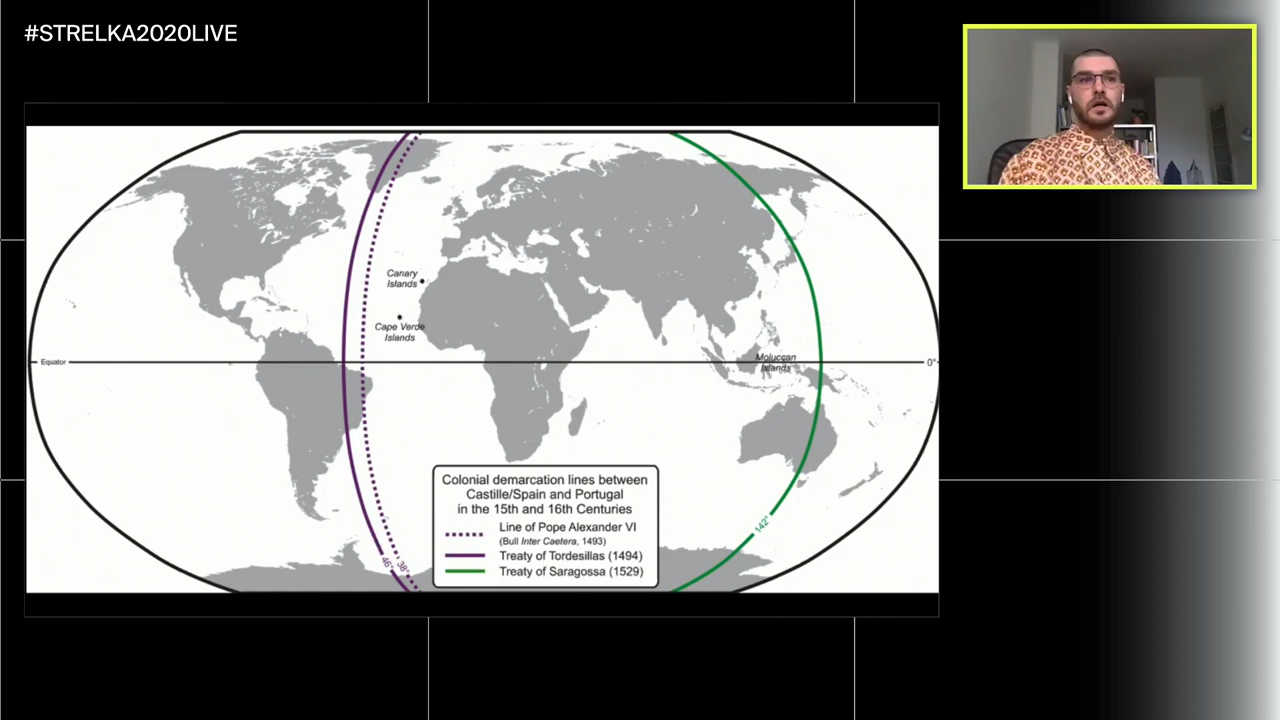 #STRELKA2020LIVE
Canary
Islands
Cape Verde
Islands
Equator
0°
Moluccan
Islands
Colonial demarcation lines between
Castille/Spain and Portugal
in the 15th and 16th Centuries
Line of Pope Alexander VI
(Bull Inter Caetera, 1493)
Treaty of Tordesillas (1494)
Treaty of Saragossa (1529)
46°
38°
142°